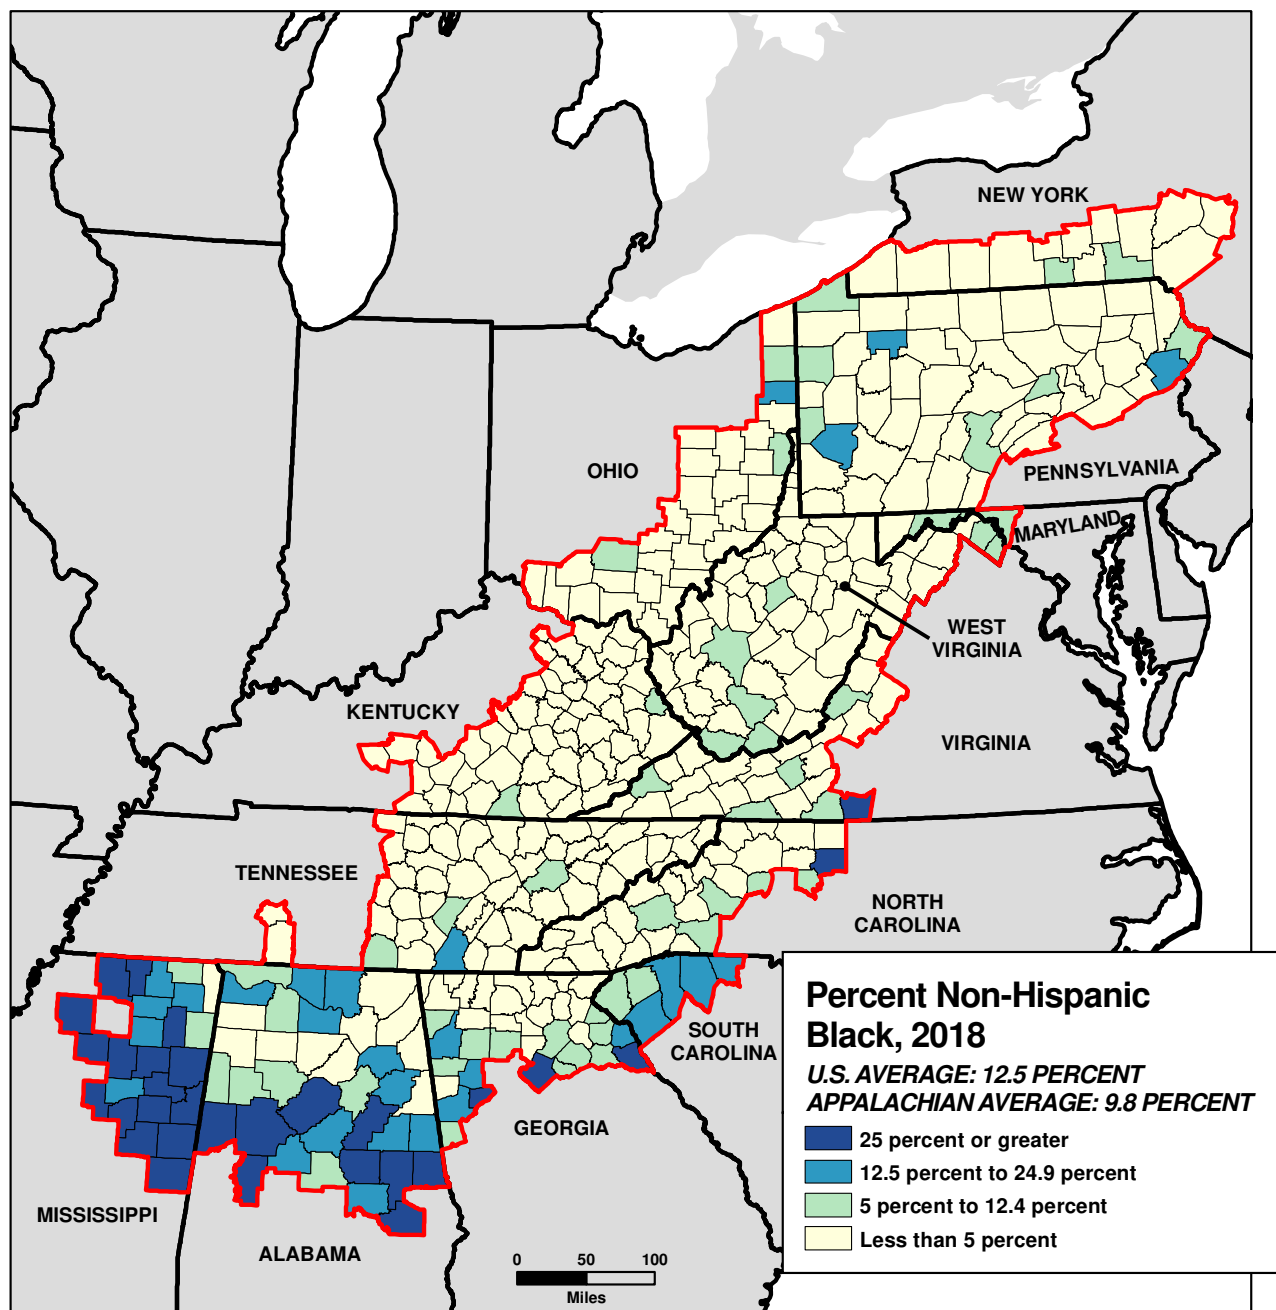 NEW YORK
OHIO
PENNSYLVANIA
MARYLAND
WEST
VIRGINIA
KENTUCKY
VIRGINIA
TENNESSEE
NORTH
CAROLINA
SOUTH
CAROLINA
GEORGIA
MISSISSIPPI
ALABAMA
Percent Non-Hispanic
Black, 2018
U.S. AVERAGE: 12.5 PERCENT
APPALACHIAN AVERAGE: 9.8 PERCENT
25 percent or greater
12.5 percent to 24.9 percent
5 percent to 12.4 percent
Less than 5 percent
0 50 100
Miles